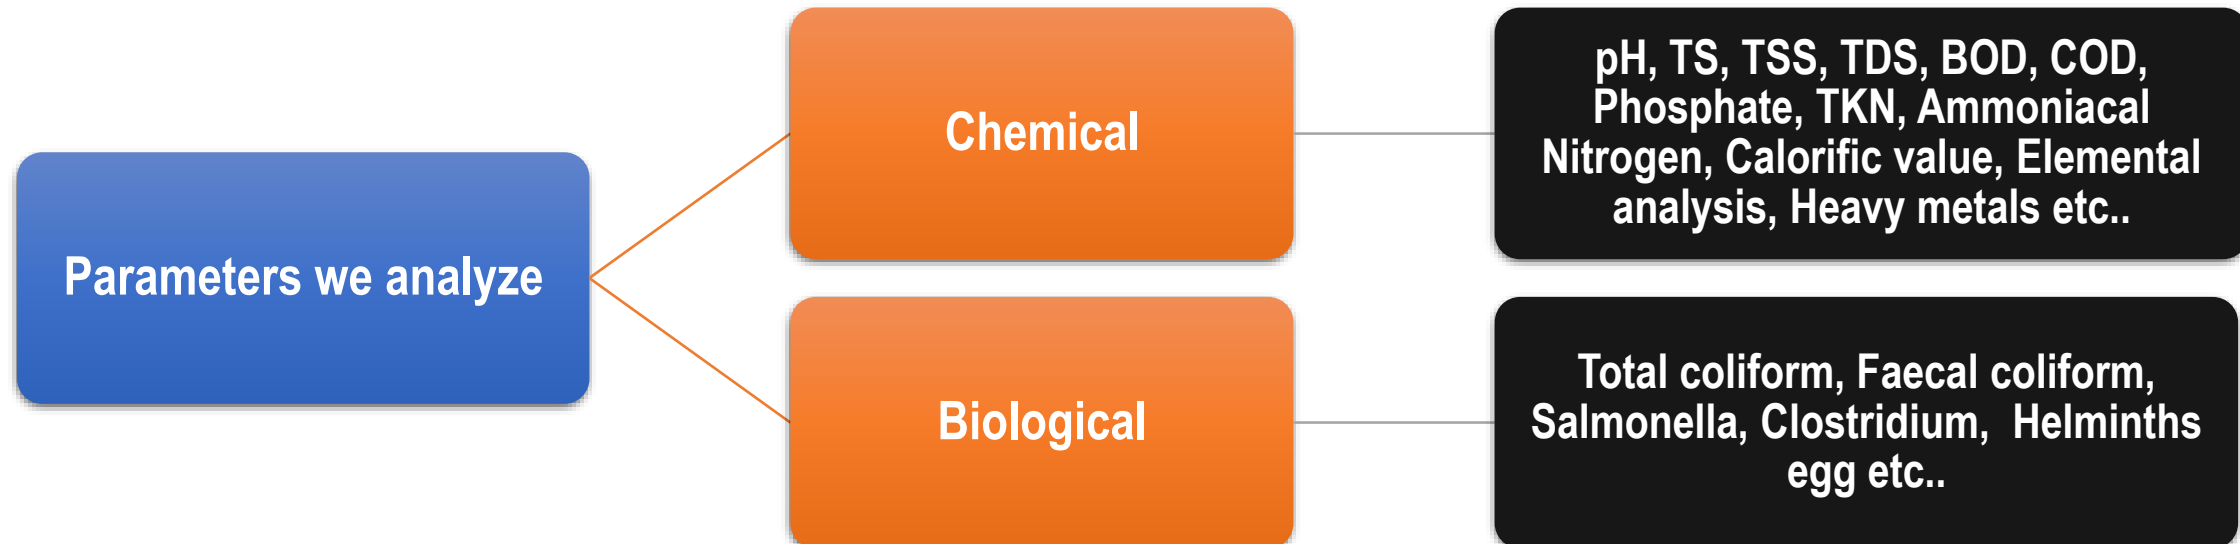 Parameters we analyze
Chemical
pH, TS, TSS, TDS, BOD, COD,
Phosphate, TKN, Ammoniacal
Nitrogen, Calorific value, Elemental
analysis, Heavy metals etc..
Biological
Total coliform, Faecal coliform,
Salmonella, Clostridium,  Helminths
egg etc..